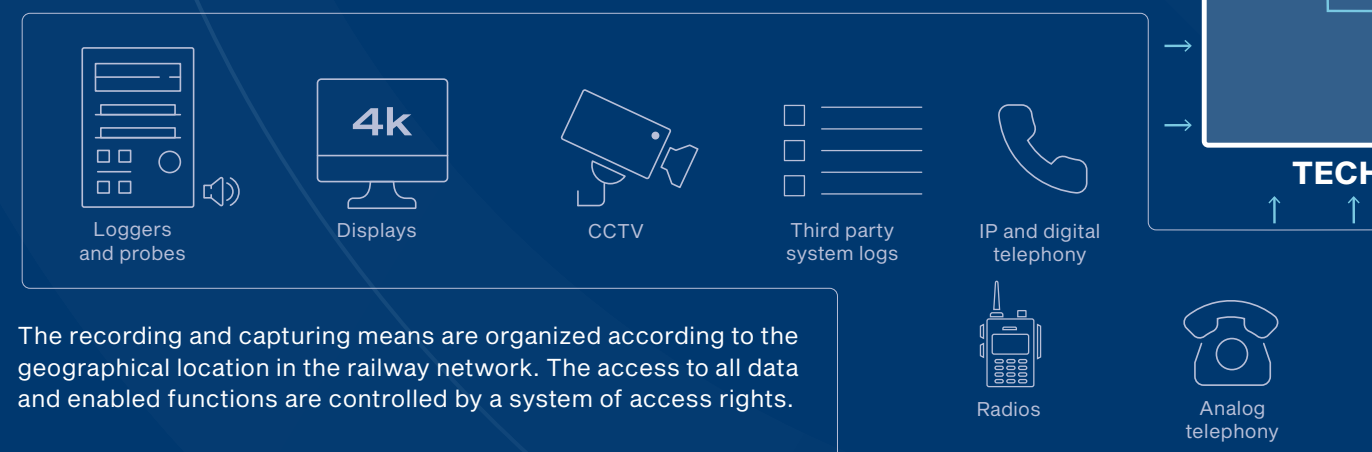 4k
Loggers
and probes
Displays
CCTV
Third party
system logs
IP and digital
telephony
TECH
The recording and capturing means are organized according to the
geographical location in the railway network. The access to all data
and enabled functions are controlled by a system of access rights.
Radios
Analog
telephony